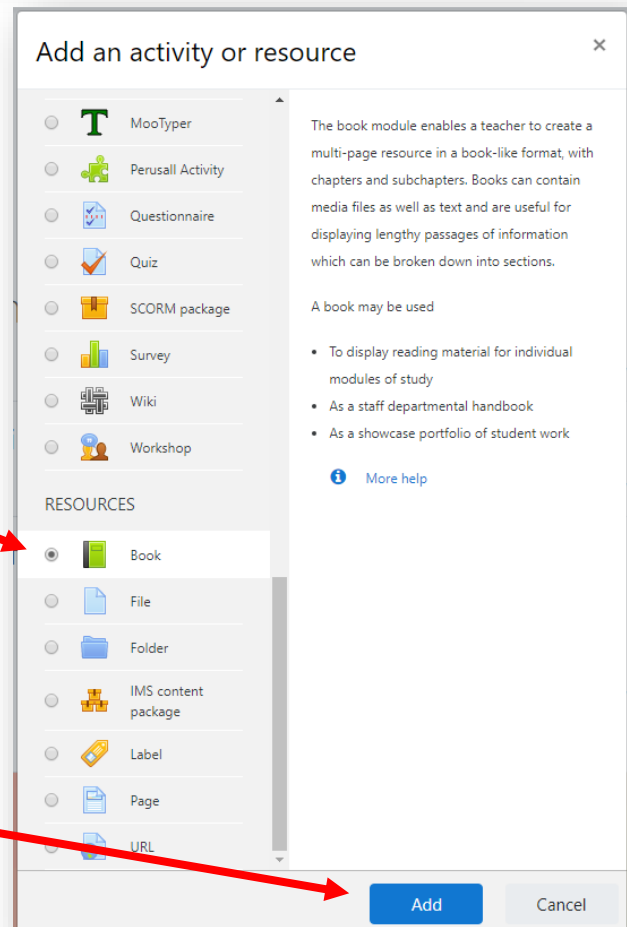 Add an activity or resource
×
MooTyper
Perusall Activity
Questionnaire
Quiz
SCORM package
Survey
Wiki
Workshop
RESOURCES
Book
File
Folder
IMS content
package
Label
Page
URL
The book module enables a teacher to create a
multi-page resource in a book-like format, with
chapters and subchapters. Books can contain
media files as well as text and are useful for
displaying lengthy passages of information
which can be broken down into sections.
A book may be used
• To display reading material for individual
modules of study
• As a staff departmental handbook
• As a showcase portfolio of student work
More help
Add
Cancel